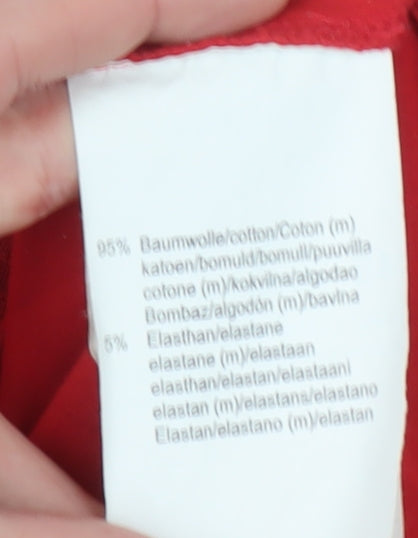 95% Baumwolle/cotton/Coton (m)
katoen/bomuld/bomull/puuvilla
cotone (m)/kokvilna/algodao
Bombaz/algodón (m)/bavlna
5% Elasthan/elastane
elastane (m)/elastaan
elasthan/elastan/elastaani
elastan (m)/elastans/elastano
Elastan/elastano (m)/elastan